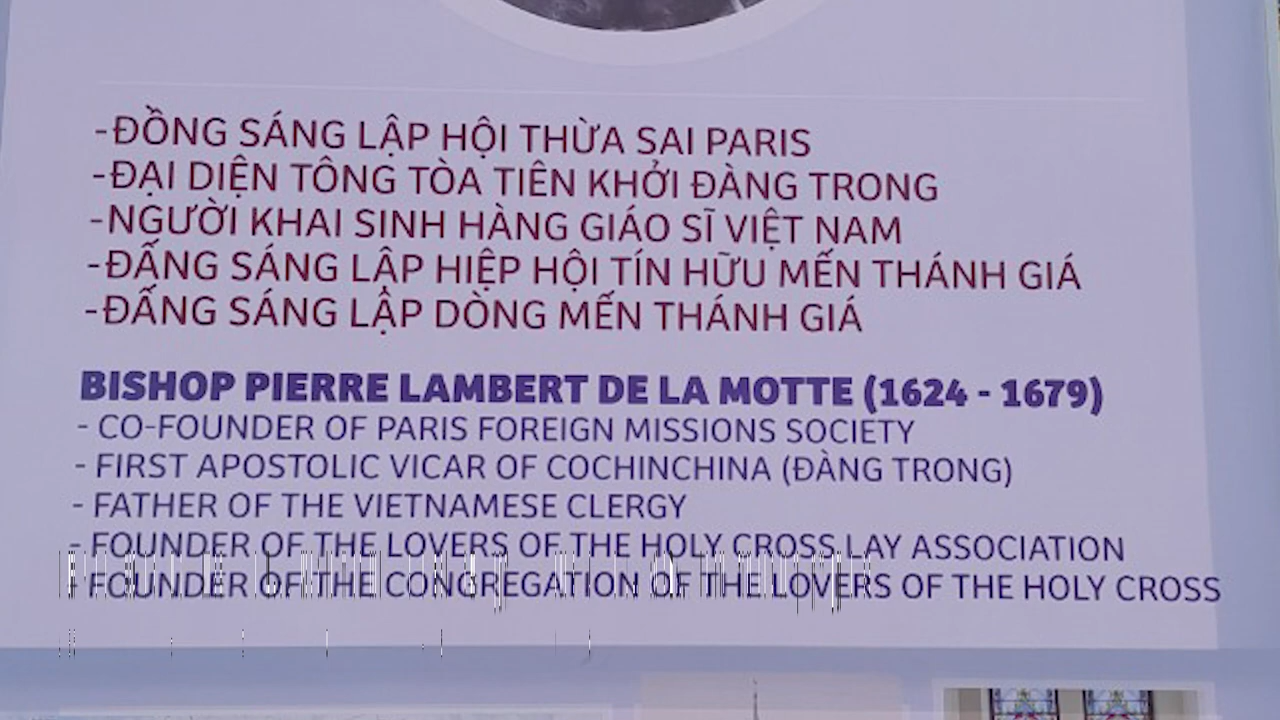 -ĐỒNG SÁNG LẬP HỘI THỪA SAI PARIS
-ĐẠI DIỆN TÔNG TÒA TIÊN KHỞI ĐÀNG TRONG
-NGƯỜI KHAI SINH HÀNG GIÁO SĨ VIỆT NAM
-ĐẤNG SÁNG LẬP HIỆP HỘI TÍN HỮU MẾN THÁNH GIÁ
-ĐẤNG SÁNG LẬP DÒNG MẾN THÁNH GIÁ
BISHOP PIERRE LAMBERT DE LA MOTTE (1624 - 1679)
- CO-FOUNDER OF PARIS FOREIGN MISSIONS SOCIETY
- FIRST APOSTOLIC VICAR OF COCHINCHINA (ĐÀNG TRONG)
- FATHER OF THE VIETNAMESE CLERGY
- FOUNDER OF THE LOVERS OF THE HOLY CROSS LAY ASSOCIATION
- FOUNDER OF THE CONGREGATION OF THE LOVERS OF THE HOLY CROSS